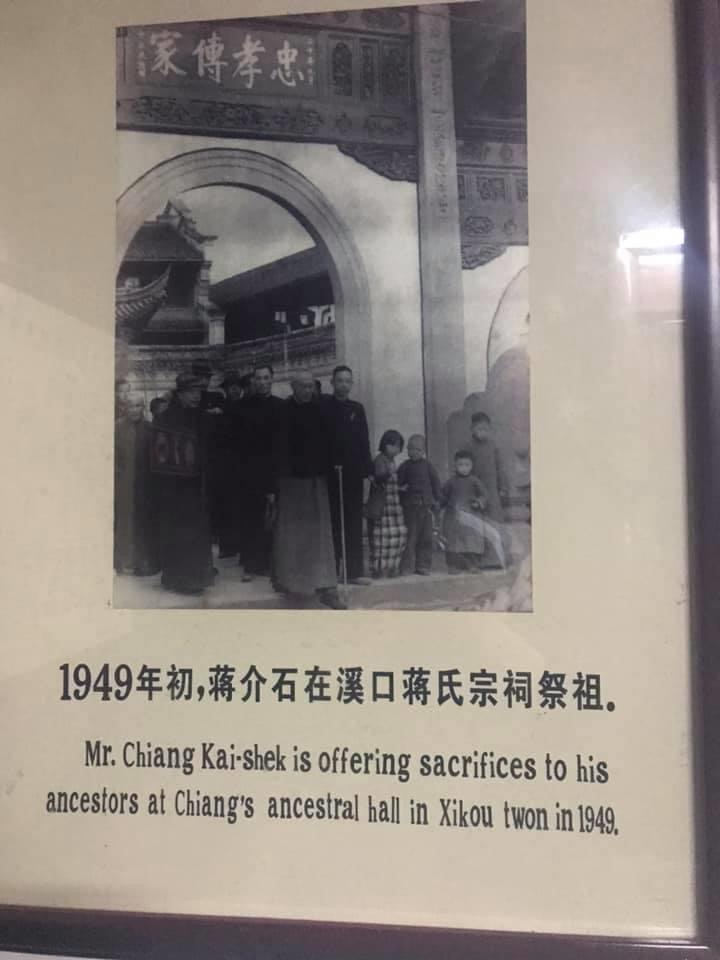 忠孝傳家
1949年初,蒋介石在溪口蒋氏宗祠祭祖.
Mr. Chiang Kai-shek is offering sacrifices to his
ancestors at Chiang's ancestral hall in Xikou twon in 1949.